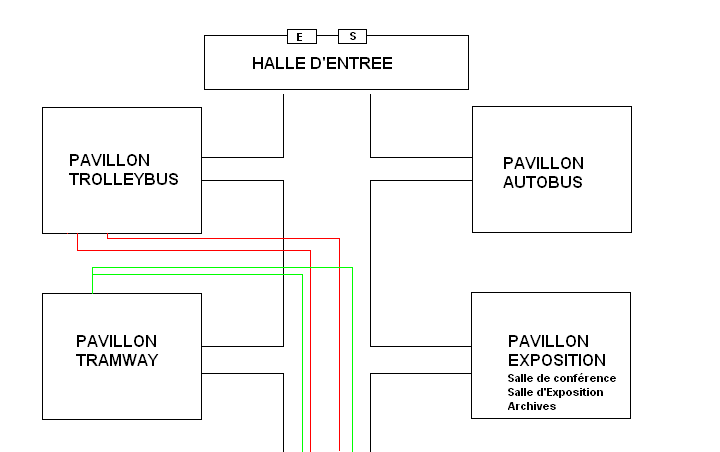 E
S
HALLE D'ENTREE
PAVILLON
TROLLEYBUS
PAVILLON
AUTOBUS
PAVILLON
TRAMWAY
PAVILLON
EXPOSITION
Salle de conférence
Salle d'Exposition
Archives